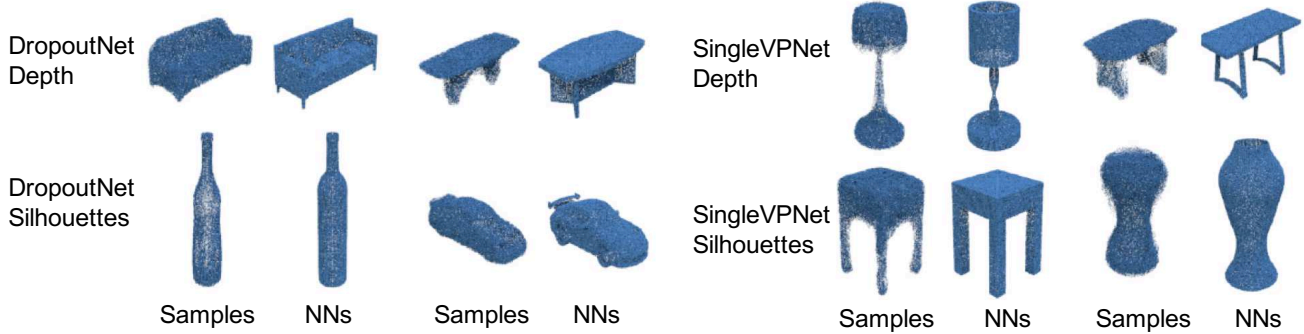 DropoutNet
Depth
SingleVPNet
Depth
DropoutNet
Silhouettes
SingleVPNet
Silhouettes
Samples NNs Samples NNs Samples NNs Samples NNs